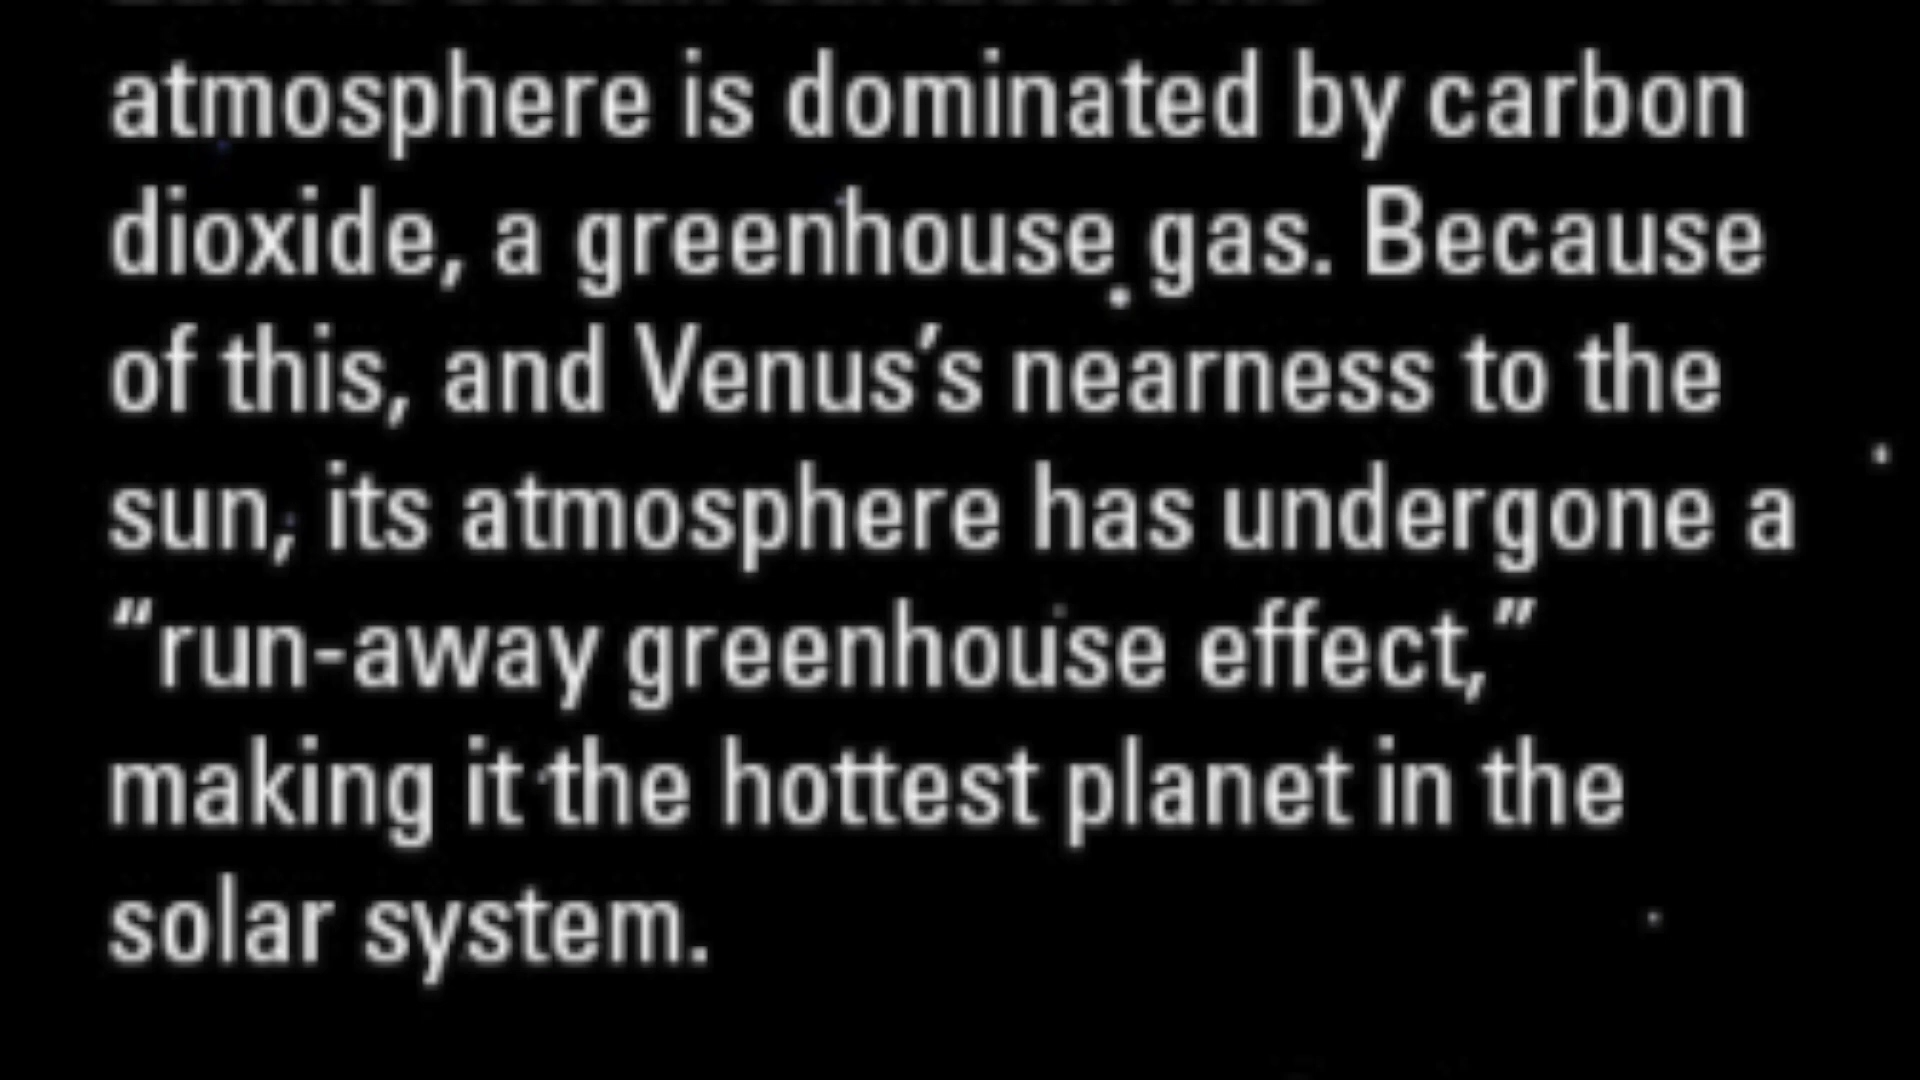 atmosphere is dominated by carbon
dioxide, a greenhouse gas. Because
of this, and Venus’s nearness to the
sun, its atmosphere has undergone a
“run-away greenhouse effect,”
making it the hottest planet in the
solar system.